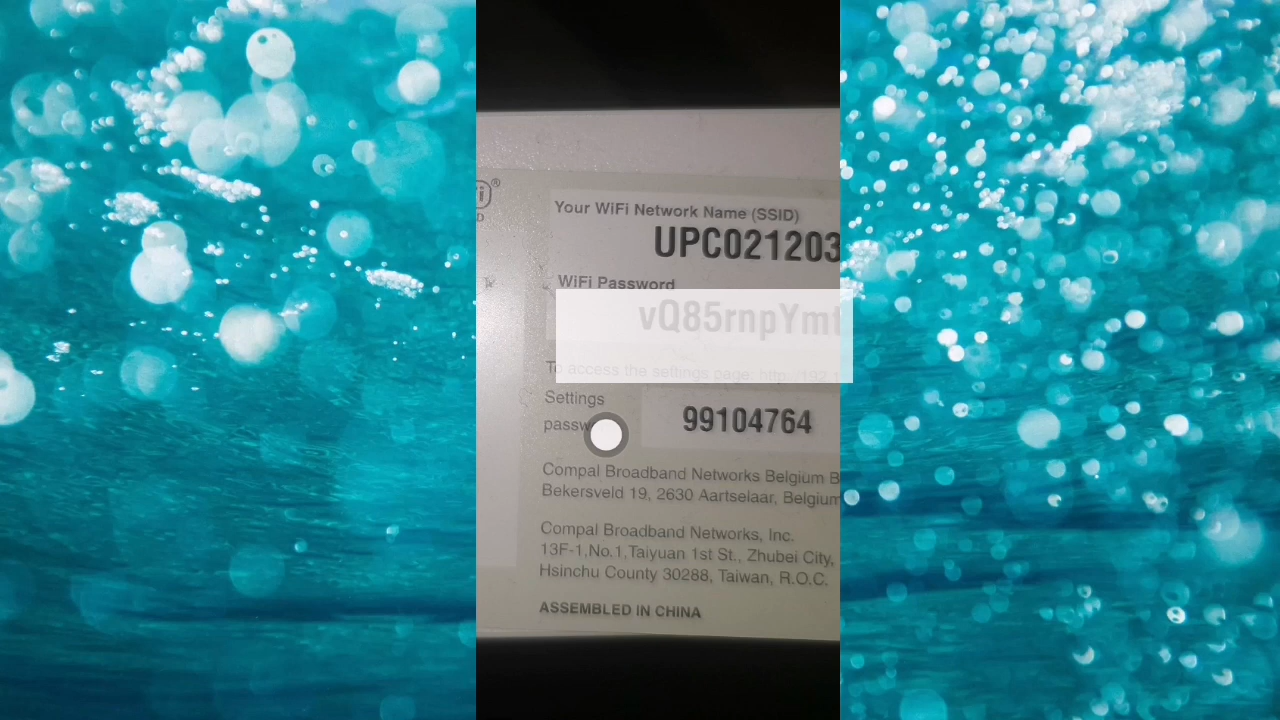 Your WiFi Network Name (SSID)
UPC021203
WiFi Password
Settings
99104764
Compal Broadband Networks Belgium B
Bekersveld 19, 2630 Aartselaar, Belgium
Compal Broadband Networks, Inc.
13F-1,No.1,Taiyuan 1st St., Zhubei City,
Hsinchu County 30288, Taiwan, R.O.C.
ASSEMBLED IN CHINA